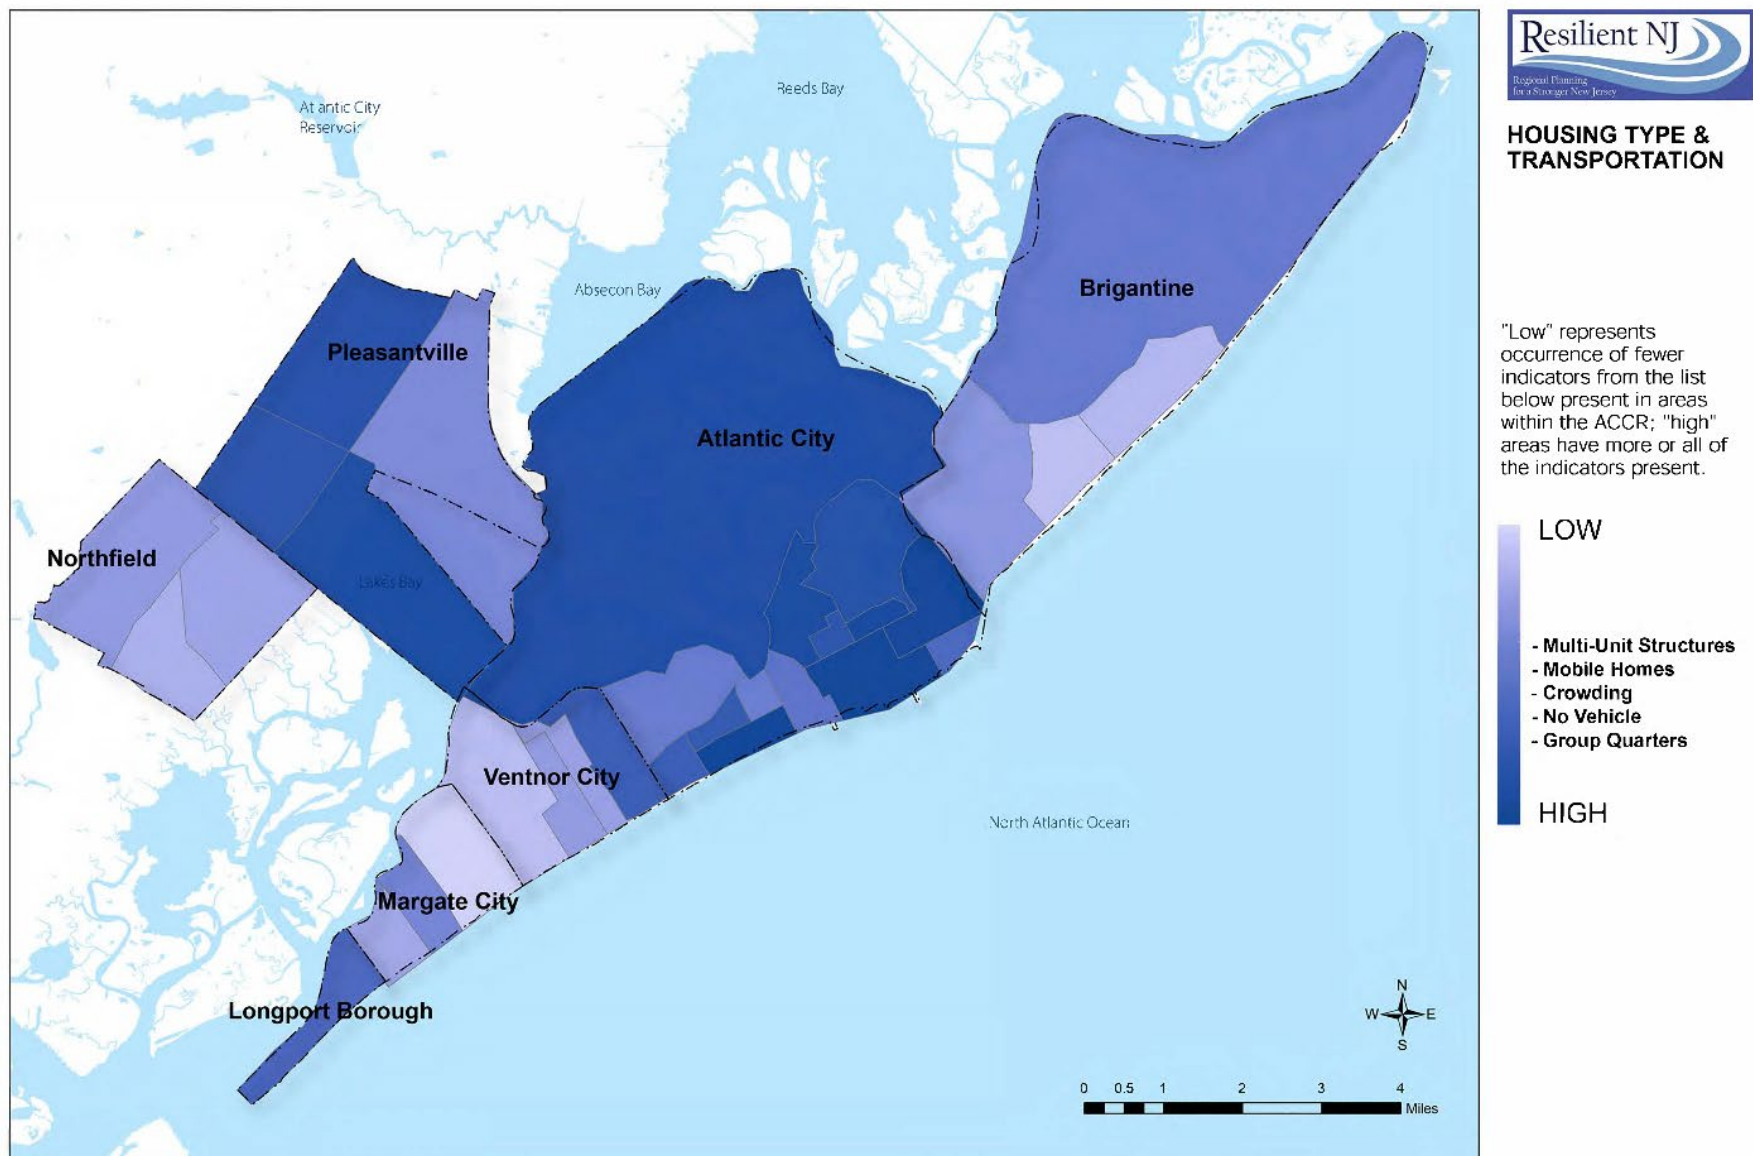 Resilient NJ
Regional Planning
for a Stronger New Jersey
HOUSING TYPE &
TRANSPORTATION
"Low" represents
occurrence of fewer
indicators from the list
below present in areas
within the ACCR; "high"
areas have more or all of
the indicators present.
LOW
- Multi-Unit Structures
- Mobile Homes
- Crowding
- No Vehicle
- Group Quarters
HIGH
Reeds Bay
Atlantic City
Reservoir
Absecon Bay
Brigantine
Pleasantville
Atlantic City
Northfield
Lakes Bay
Ventnor City
North Atlantic Ocean
Margate City
Longport Borough
N
W E
S
0 0.5 1 2 3 4
Miles